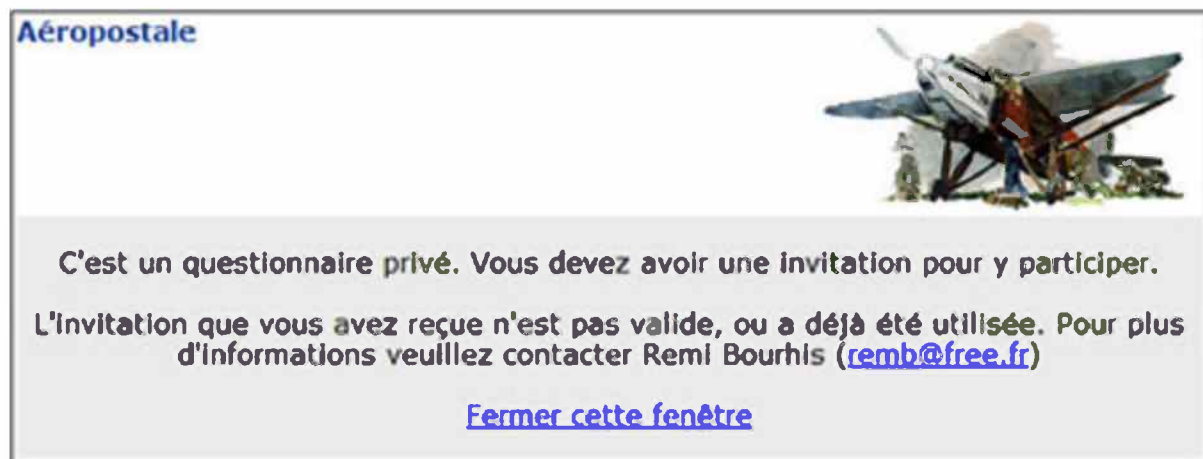 Aéropostale
C'est un questionnaire privé. Vous devez avoir une invitation pour y participer.
L'invitation que vous avez reçue n'est pas valide, ou a déjà été utilisée. Pour plus
d'informations veuillez contacter Remi Bourhis (remb@free.fr)
Fermer cette fenêtre